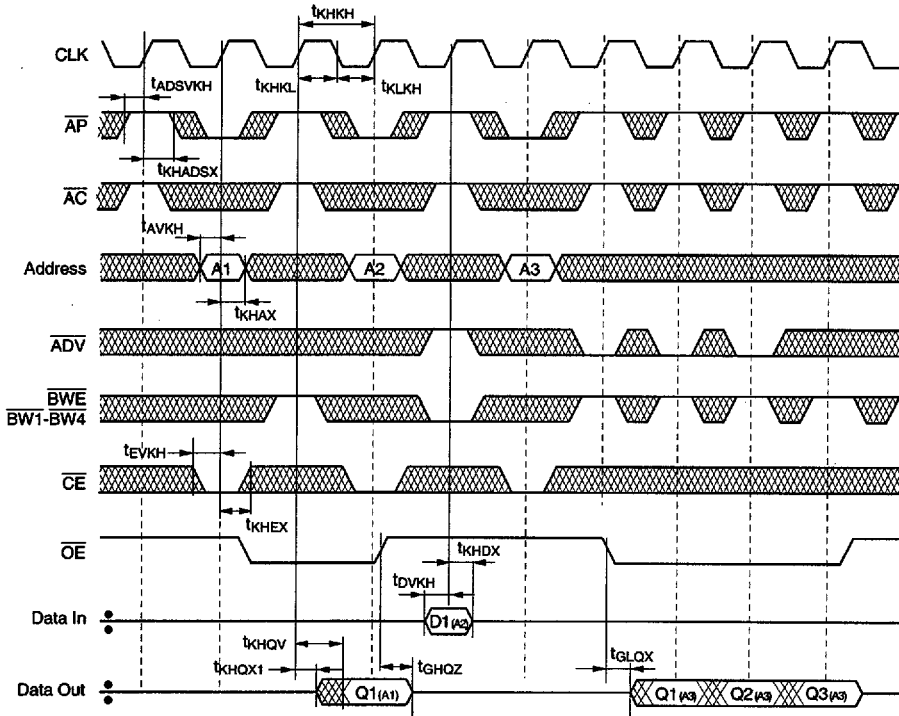 tKHKH
CLK
tADSVKH
tKHKL
tKLKH
AP
tKHADSX
AC
tAVKH
Address
A1
A2
A3
tKHAX
ADV
BWE
BW1-BW4
tEVKH
CE
tKHEX
OE
tKHDX
tDVKH
Data In
D1(A2)
tKHQV
tKHQX1
tGHQZ
tGLQX
Data Out
Q1(A1)
Q1(A3)
Q2(A3)
Q3(A3)